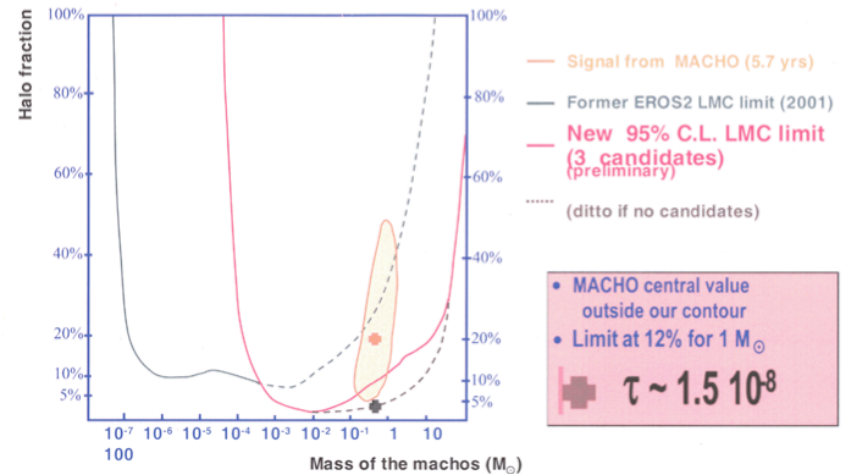 Halo fraction
100%
80%
60%
40%
20%
10%
5%
100%
80%
60%
40%
20%
10%
5%
10-7 10-6 10-5 10-4 10-3 10-2 10-1 1 10
100
Mass of the machos (M⊙)
Signal from MACHO (5.7 yrs)
Former EROS2 LMC limit (2001)
New 95% C.L. LMC limit
(3 candidates)
(preliminary)
(ditto if no candidates)
• MACHO central value
outside our contour
• Limit at 12% for 1 M⊙
τ ~ 1.5 10-8